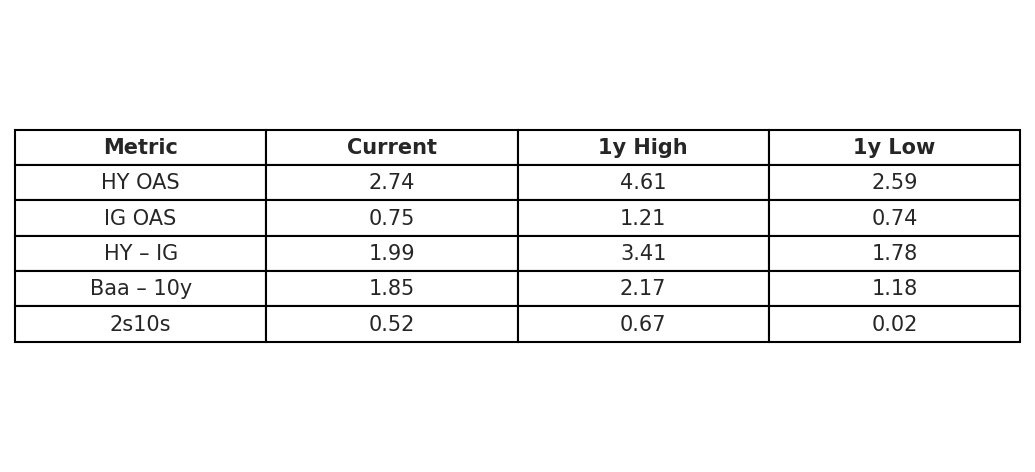 Metric Current 1y High 1y Low
HY OAS 2.74 4.61 2.59
IG OAS 0.75 1.21 0.74
HY – IG 1.99 3.41 1.78
Baa – 10y 1.85 2.17 1.18
2s10s 0.52 0.67 0.02